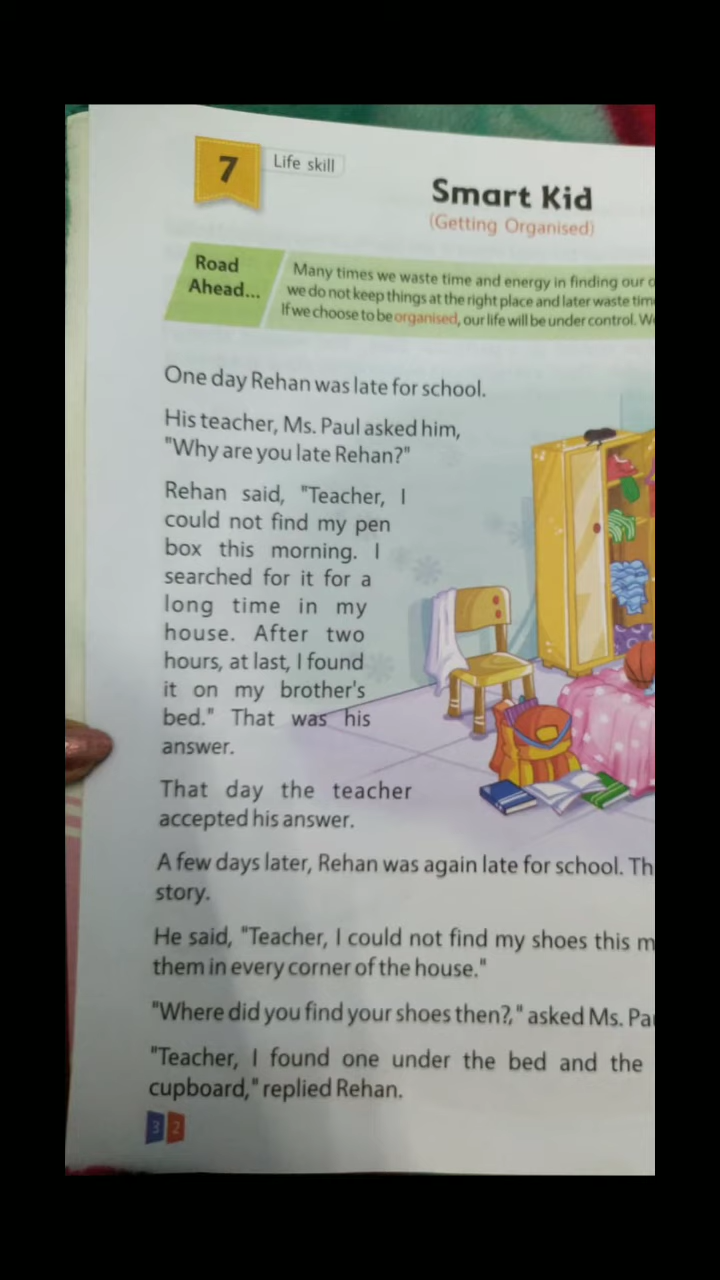 7
Life skill
Smart Kid
(Getting Organised)
Road
Ahead...
Many times we waste time and energy in finding our
we do not keep things at the right place and later waste
If we choose to be organised, our life will be under control.
One day Rehan was late for school.
His teacher, Ms. Paul asked him,
"Why are you late Rehan?"
Rehan said, "Teacher, I
could not find my pen
box this morning. I
searched for it for a
long time in my
house. After two
hours, at last, I found
it on my brother's
bed." That was his
answer.
That day the teacher
accepted his answer.
A few days later, Rehan was again late for school.
story.
He said, "Teacher, I could not find my shoes this
them in every corner of the house."
"Where did you find your shoes then?," asked Ms.
"Teacher, I found one under the bed and the
cupboard," replied Rehan.
32